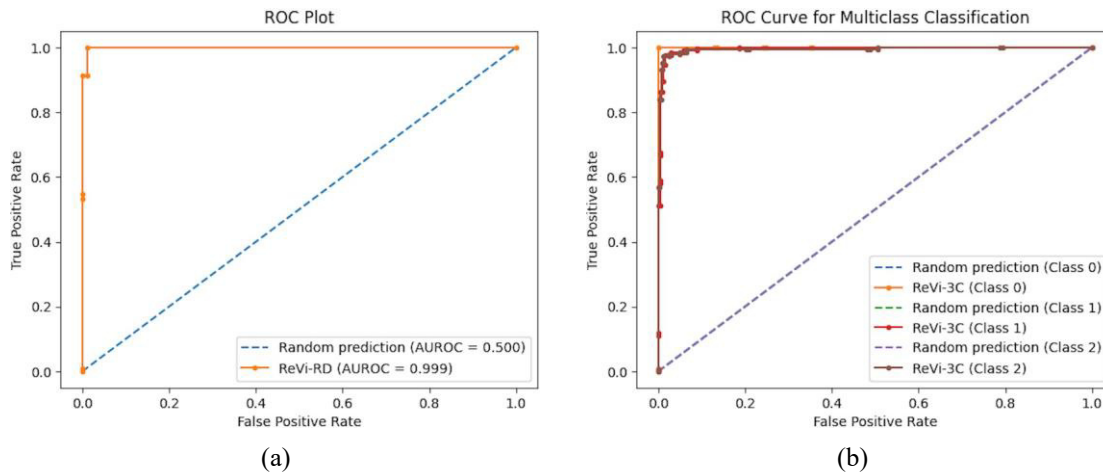 ROC Plot
1.0
0.8
0.6
0.4
0.2
0.0
True Positive Rate
0.0
0.2
0.4
0.6
0.8
1.0
False Positive Rate
Random prediction (AUROC = 0.500)
ReVi-RD (AUROC = 0.999)
(a)
ROC Curve for Multiclass Classification
1.0
0.8
0.6
0.4
0.2
0.0
True Positive Rate
0.0
0.2
0.4
0.6
0.8
1.0
False Positive Rate
Random prediction (Class 0)
ReVi-3C (Class 0)
Random prediction (Class 1)
ReVi-3C (Class 1)
Random prediction (Class 2)
ReVi-3C (Class 2)
(b)